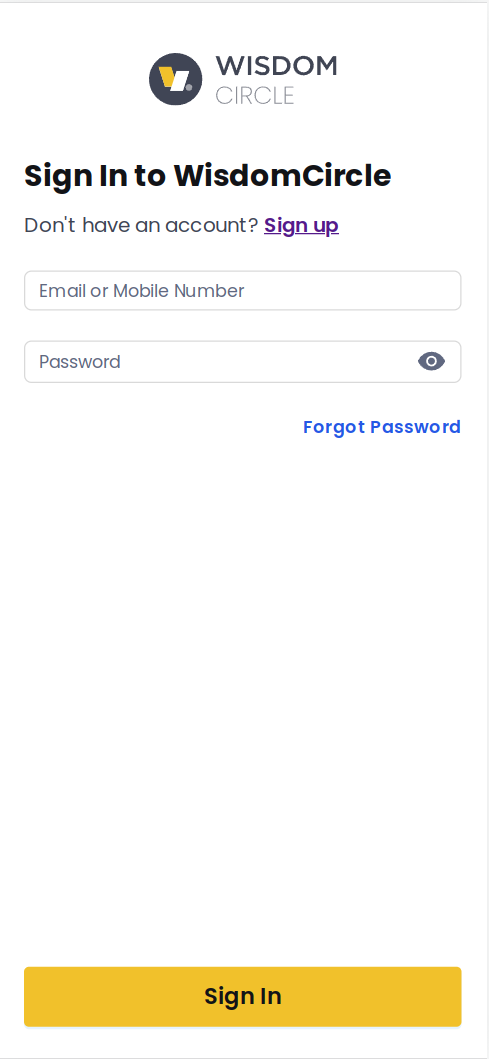 WISDOM
CIRCLE
Sign In to WisdomCircle
Don't have an account? Sign up
Email or Mobile Number
Password
Forgot Password
Sign In